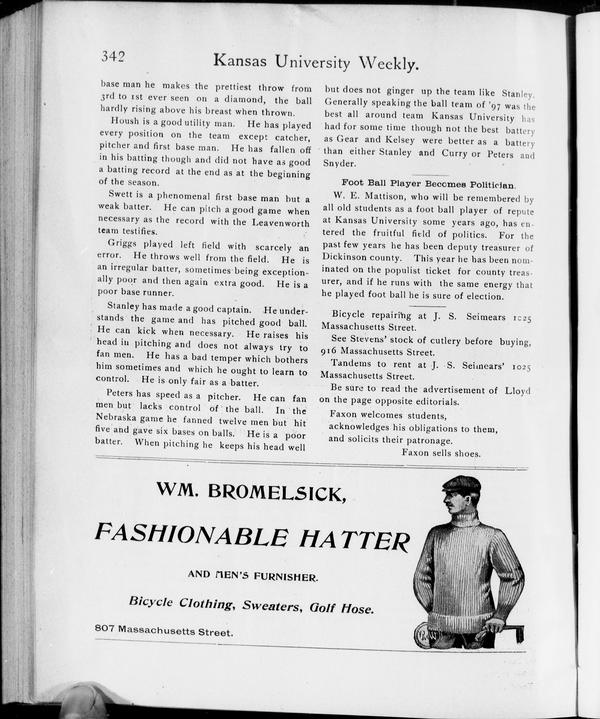 342
Kansas University Weekly.
base man he makes the prettiest throw from
3rd to 1st ever seen on a diamond, the ball
hardly rising above his breast when thrown.
Housh is a good utility man. He has played
every position on the team except catcher,
pitcher and first base man. He has fallen off
in his batting though and did not have as good
a batting record at the end as at the beginning
of the season.
Swett is a phenomenal first base man but a
weak batter. He can pitch a good game when
necessary as the record with the Leavenworth
team testifies.
Griggs played left field with scarcely an
error. He throws well from the field. He is
an irregular batter, sometimes being exception-
ally poor and then again extra good. He is a
poor base runner.
Stanley has made a good captain. He under-
stands the game and has pitched good ball.
He can kick when necessary. He raises his
head in pitching and does not always try to
fan men. He has a bad temper which bothers
him sometimes and which he ought to learn to
control. He is only fair as a batter.
Peters has speed as a pitcher. He can fan
men but lacks control of the ball. In the
Nebraska game he fanned twelve men but hit
five and gave six bases on balls. He is a poor
batter. When pitching he keeps his head well
but does not ginger up the team like Stanley.
Generally speaking the ball team of '97 was the
best all around team Kansas University has
had for some time though not the best battery
as Gear and Kelsey were better as a battery
than either Stanley and Curry or Peters and
Snyder.
Foot Ball Player Becomes Politician.
W. E. Mattison, who will be remembered by
all old students as a foot ball player of repute
at Kansas University some years ago, has en-
tered the fruitful field of politics. For the
past few years he has been deputy treasurer of
Dickinson county. This year he has been nom-
inated on the populist ticket for county treas-
urer, and if he runs with the same energy that
he played foot ball he is sure of election.
Bicycle repairing at J. S. Seimears 1025
Massachusetts Street.
See Stevens' stock of cutlery before buying,
916 Massachusetts Street.
Tandems to rent at J. S. Seimears' 1025
Massachusetts Street.
Be sure to read the advertisement of Lloyd
on the page opposite editorials.
Faxon welcomes students,
acknowledges his obligations to them,
and solicits their patronage.
Faxon sells shoes.
WM. BROMELSICK,
FASHIONABLE HATTER
AND MEN'S FURNISHER.
Bicycle Clothing, Sweaters, Golf Hose.
807 Massachusetts Street.